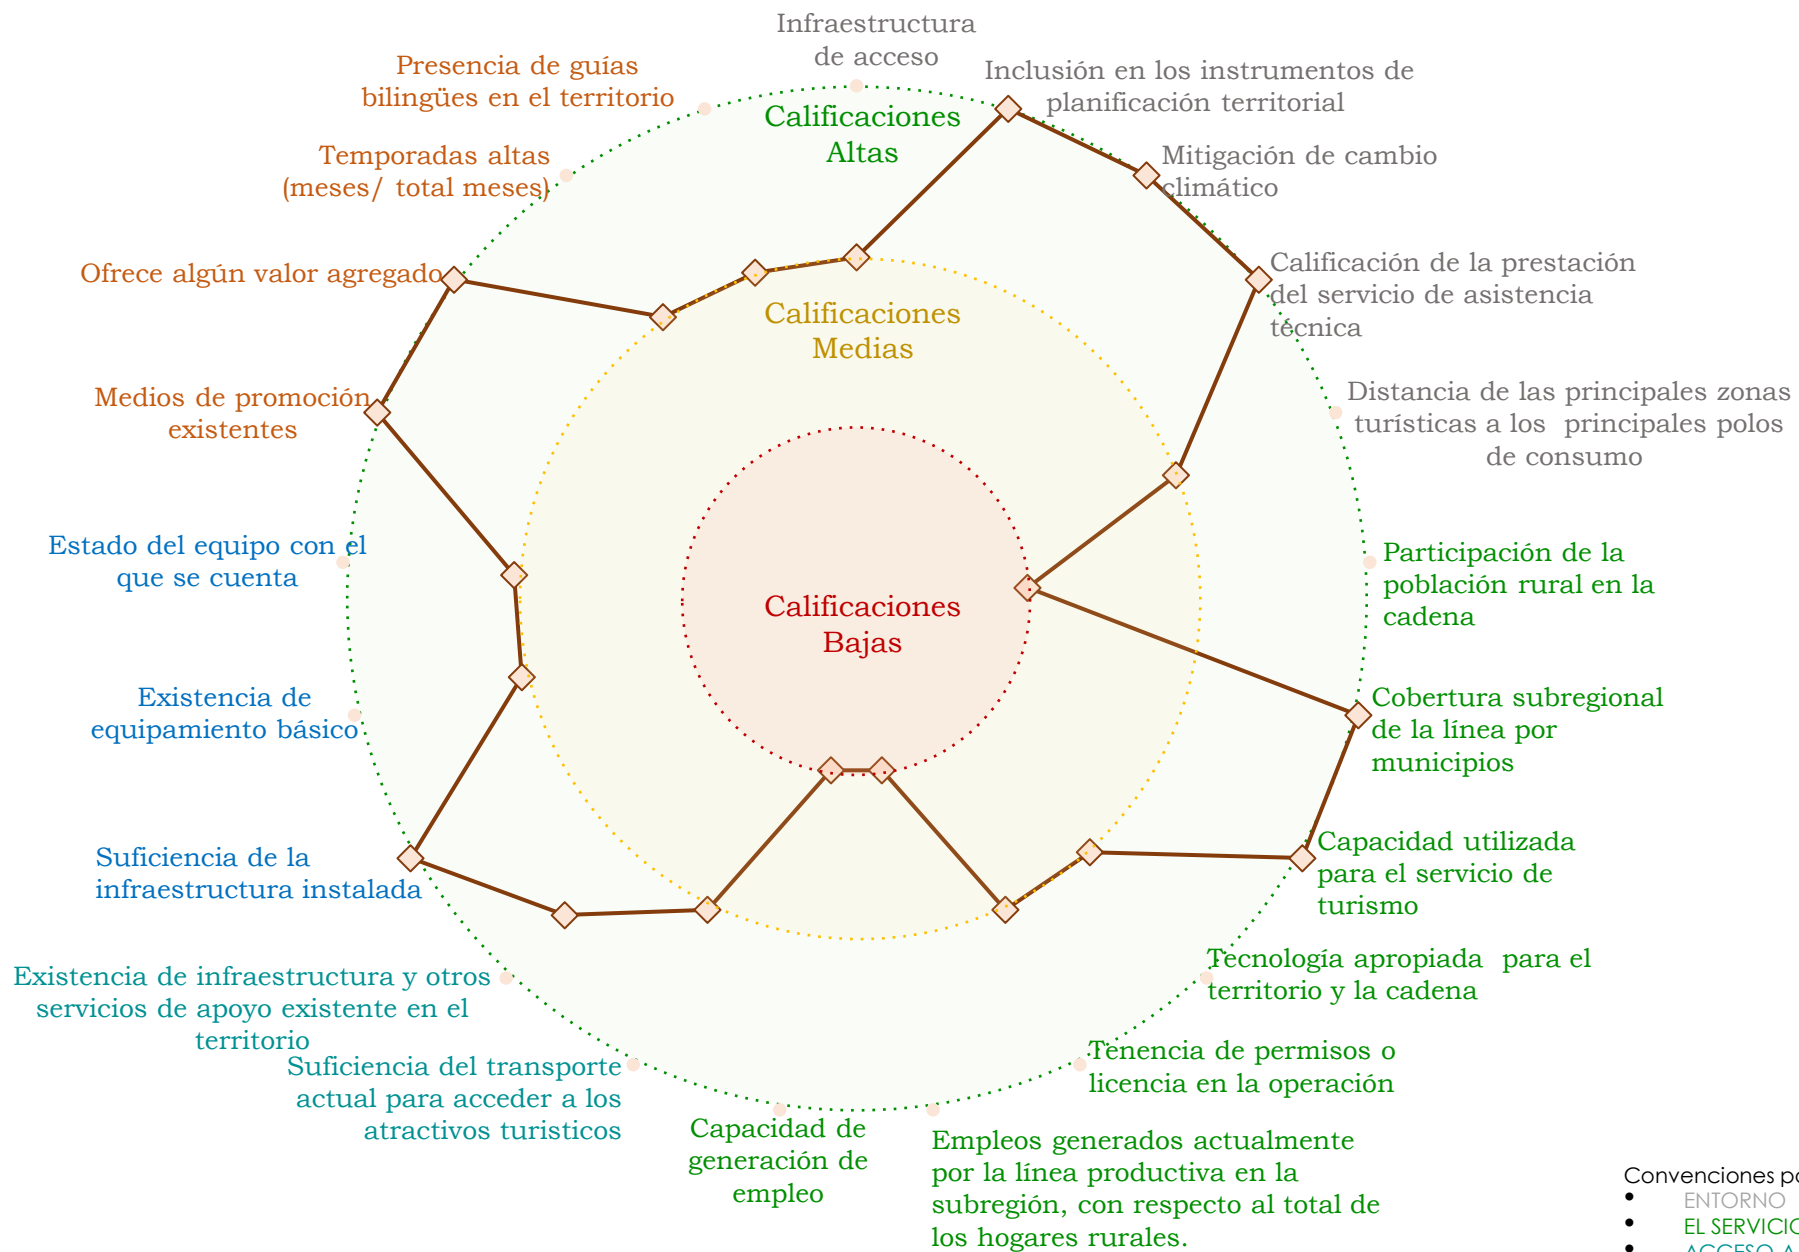 Infraestructura
de acceso
Inclusión en los instrumentos de
planificación territorial
Mitigación de cambio
climático
Calificación de la prestación
del servicio de asistencia
técnica
Distancia de las principales zonas
turísticas a los  principales polos
de consumo
Participación de la
población rural en la
cadena
Cobertura subregional
de la línea por
municipios
Capacidad utilizada
para el servicio de
turismo
Tecnología apropiada  para el
territorio y la cadena
Tenencia de permisos o
licencia en la operación
Empleos generados actualmente
por la línea productiva en la
subregión, con respecto al total de
los hogares rurales.
Capacidad de
generación de
empleo
Suficiencia del transporte
actual para acceder a los
atractivos turisticos
Existencia de infraestructura y otros
servicios de apoyo existente en el
territorio
Suficiencia de la
infraestructura instalada
Existencia de
equipamiento básico
Estado del equipo con el
que se cuenta
Medios de promoción
existentes
Ofrece algún valor agregado
Temporadas altas
(meses/ total meses)
Presencia de guías
bilingües en el territorio
Calificaciones
Altas
Calificaciones
Medias
Calificaciones
Bajas
Convenciones po
• ENTORNO
• EL SERVICIO
• ACCESO A